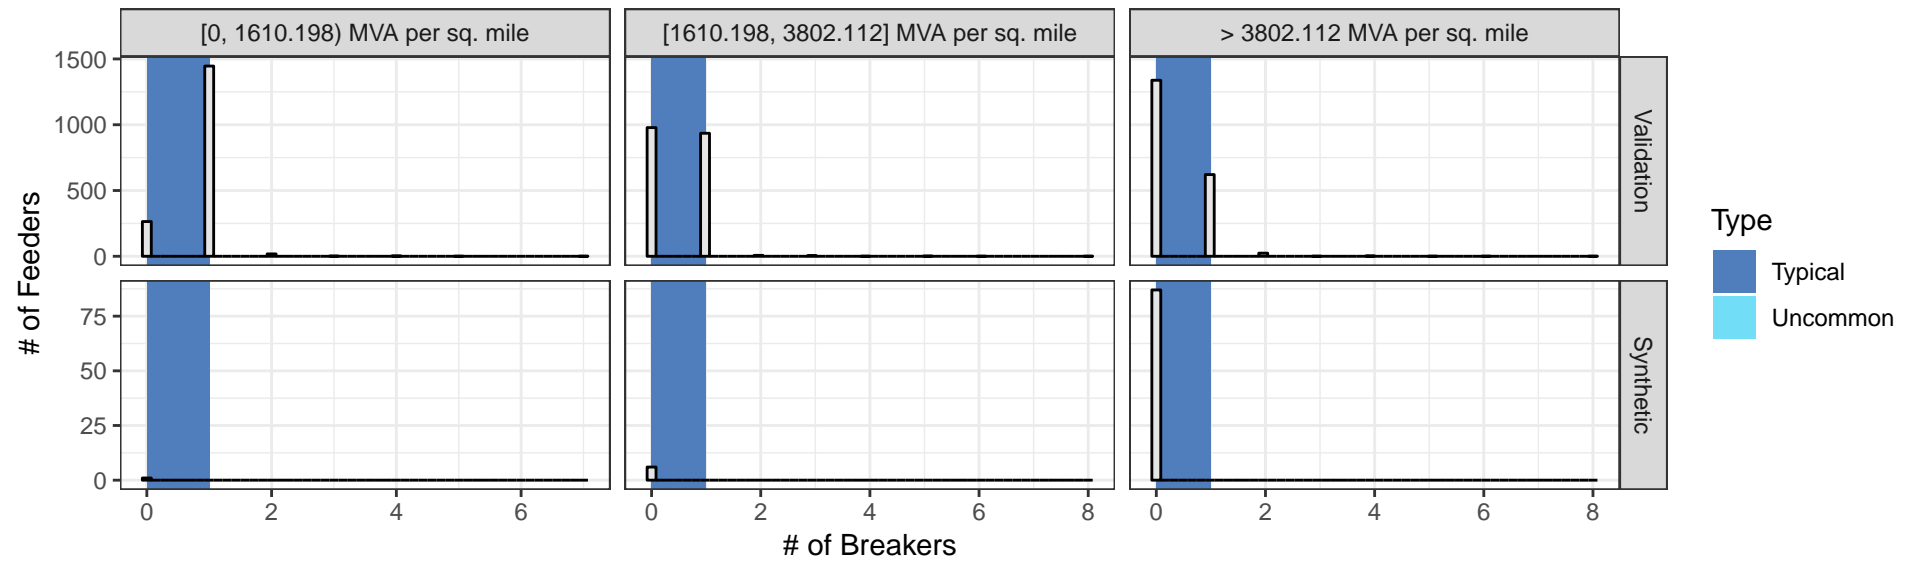 [0, 1610.198) MVA per sq. mile
[1610.198, 3802.112] MVA per sq. mile
> 3802.112 MVA per sq. mile
# of Feeders
1500
1000
500
0
Validation
75
50
25
0
Synthetic
0 2 4 6
0 2 4 6 8
0 2 4 6 8
# of Breakers
Type
Typical
Uncommon